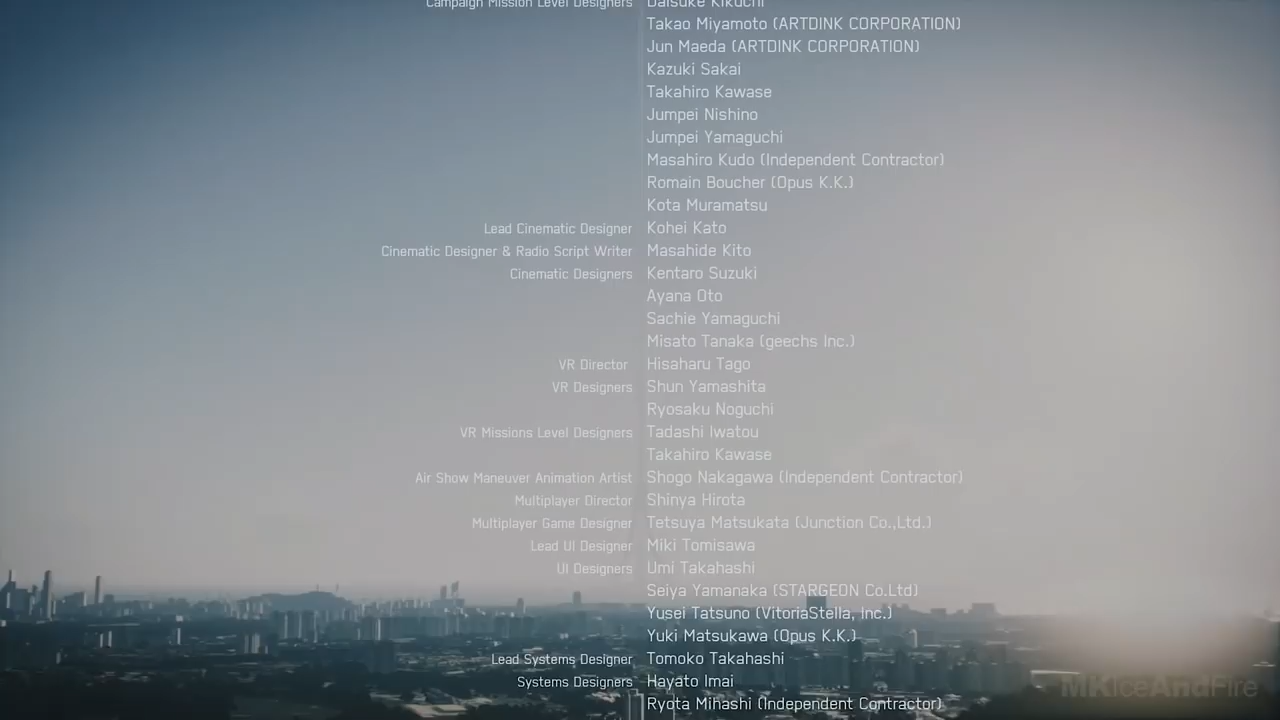 Campaign Mission Level Designers Daisuke Kikuchi
Takao Miyamoto (ARTDINK CORPORATION)
Jun Maeda (ARTDINK CORPORATION)
Kazuki Sakai
Takahiro Kawase
Jumpei Nishino
Jumpei Yamaguchi
Masahiro Kudo (Independent Contractor)
Romain Boucher (Opus K.K.)
Kota Muramatsu
Lead Cinematic Designer Kohei Kato
Cinematic Designer & Radio Script Writer Masahide Kito
Cinematic Designers Kentaro Suzuki
Ayana Oto
Sachie Yamaguchi
Misato Tanaka (geechs Inc.)
VR Director Hisaharu Tago
VR Designers Shun Yamashita
Ryosaku Noguchi
VR Missions Level Designers Tadashi Iwatou
Takahiro Kawase
Air Show Maneuver Animation Artist Shogo Nakagawa (Independent Contractor)
Multiplayer Director Shinya Hirota
Multiplayer Game Designer Tetsuya Matsukata (Junction Co.,Ltd.)
Lead UI Designer Miki Tomisawa
UI Designers Umi Takahashi
Seiya Yamanaka (STARGEON Co.Ltd)
Yusei Tatsuno (VitoriaStella, inc.)
Yuki Matsukawa (Opus K.K.)
Lead Systems Designer Tomoko Takahashi
Systems Designers Hayato Imai
Ryota Mihashi (Independent Contractor)
MKIceAndFire